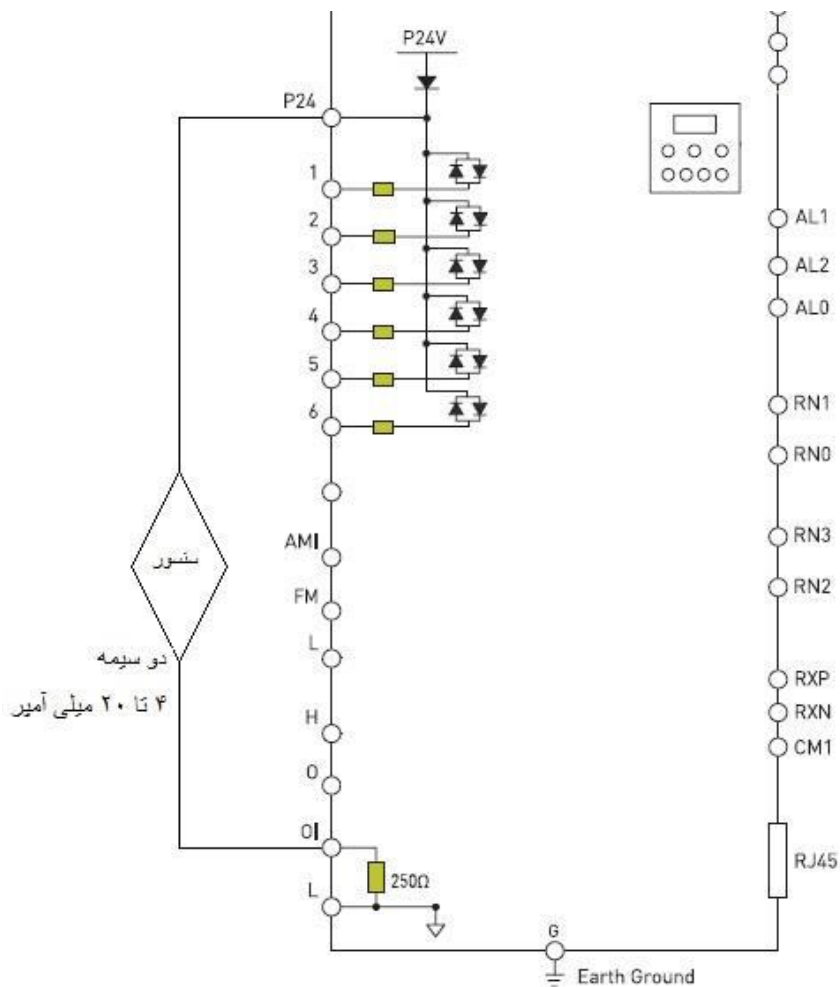 P24V
P24
1
2
3
4
5
6
AMI
FM
L
H
O
OI
L
250Ω
سنسور
دو سیمه
۴ تا ۲۰ میلی آمپر
AL1
AL2
AL0
RN1
RN0
RN3
RN2
RXP
RXN
CM1
RJ45
G
Earth Ground